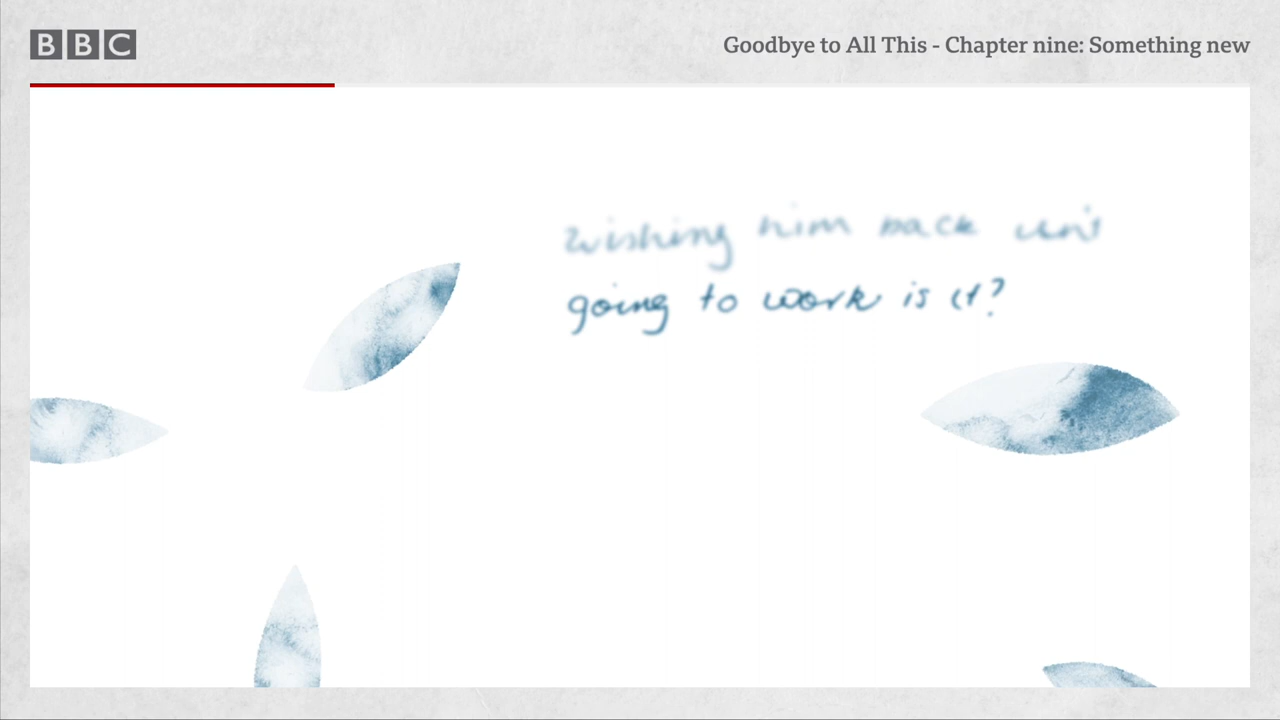 BBC
Goodbye to All This - Chapter nine: Something new
wishing him back isn't
going to work is it?